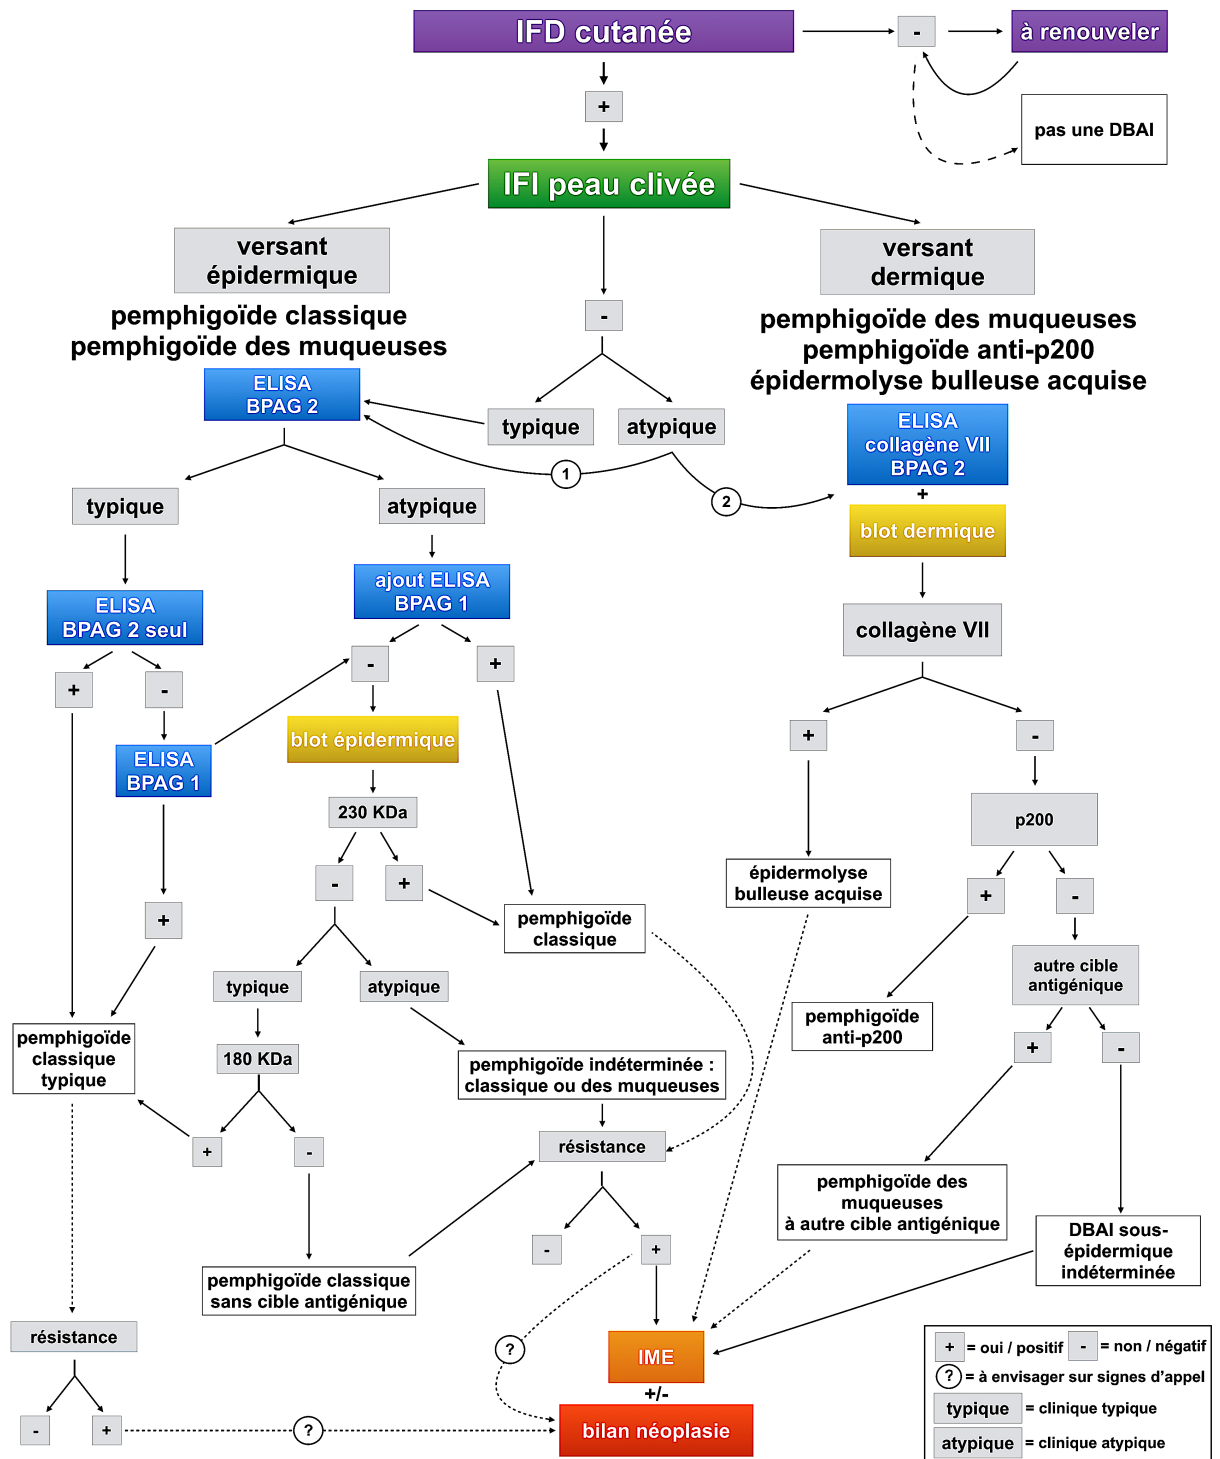 IFD cutanée
-
à renouveler
+
pas une DBAI
IFI peau clivée
versant
épidermique
versant
dermique
-
pemphigoïde classique
pemphigoïde des muqueuses
pemphigoïde des muqueuses
pemphigoïde anti-p200
épidermolyse bulleuse acquise
ELISA
BPAG 2
typique
atypique
ELISA
collagène VII
BPAG 2
+
blot dermique
1
2
typique
atypique
ELISA
BPAG 2 seul
ajout ELISA
BPAG 1
collagène VII
+
-
-
+
+
-
ELISA
BPAG 1
blot épidermique
230 KDa
p200
-
+
épidermolyse
bulleuse acquise
+
-
+
pemphigoïde
classique
typique
atypique
autre cible
antigénique
pemphigoïde
classique
typique
180 KDa
pemphigoïde indéterminée :
classique ou des muqueuses
pemphigoïde
anti-p200
+
-
+
-
résistance
pemphigoïde des
muqueuses
à autre cible antigénique
DBAI sous-
épidermique
indéterminée
-
+
pemphigoïde classique
sans cible antigénique
résistance
?
IME
+/-
bilan néoplasie
-
+
?
+ = oui / positif - = non / négatif
? = à envisager sur signes d'appel
typique = clinique typique
atypique = clinique atypique